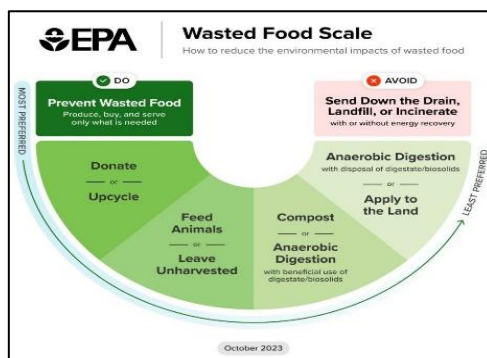 EPA
Wasted Food Scale
How to reduce the environmental impacts of wasted food
DO
Prevent Wasted Food
Produce, buy, and serve
only what is needed
AVOID
Send Down the Drain,
Landfill, or Incinerate
with or without energy recovery
MOST PREFERRED
Donate
or
Upcycle
Feed
Animals
or
Leave
Unharvested
Compost
or
Anaerobic
Digestion
with beneficial use of
digestate/biosolids
Anaerobic Digestion
with disposal of digestate/biosolids
or
Apply to
the Land
LEAST PREFERRED
October 2023